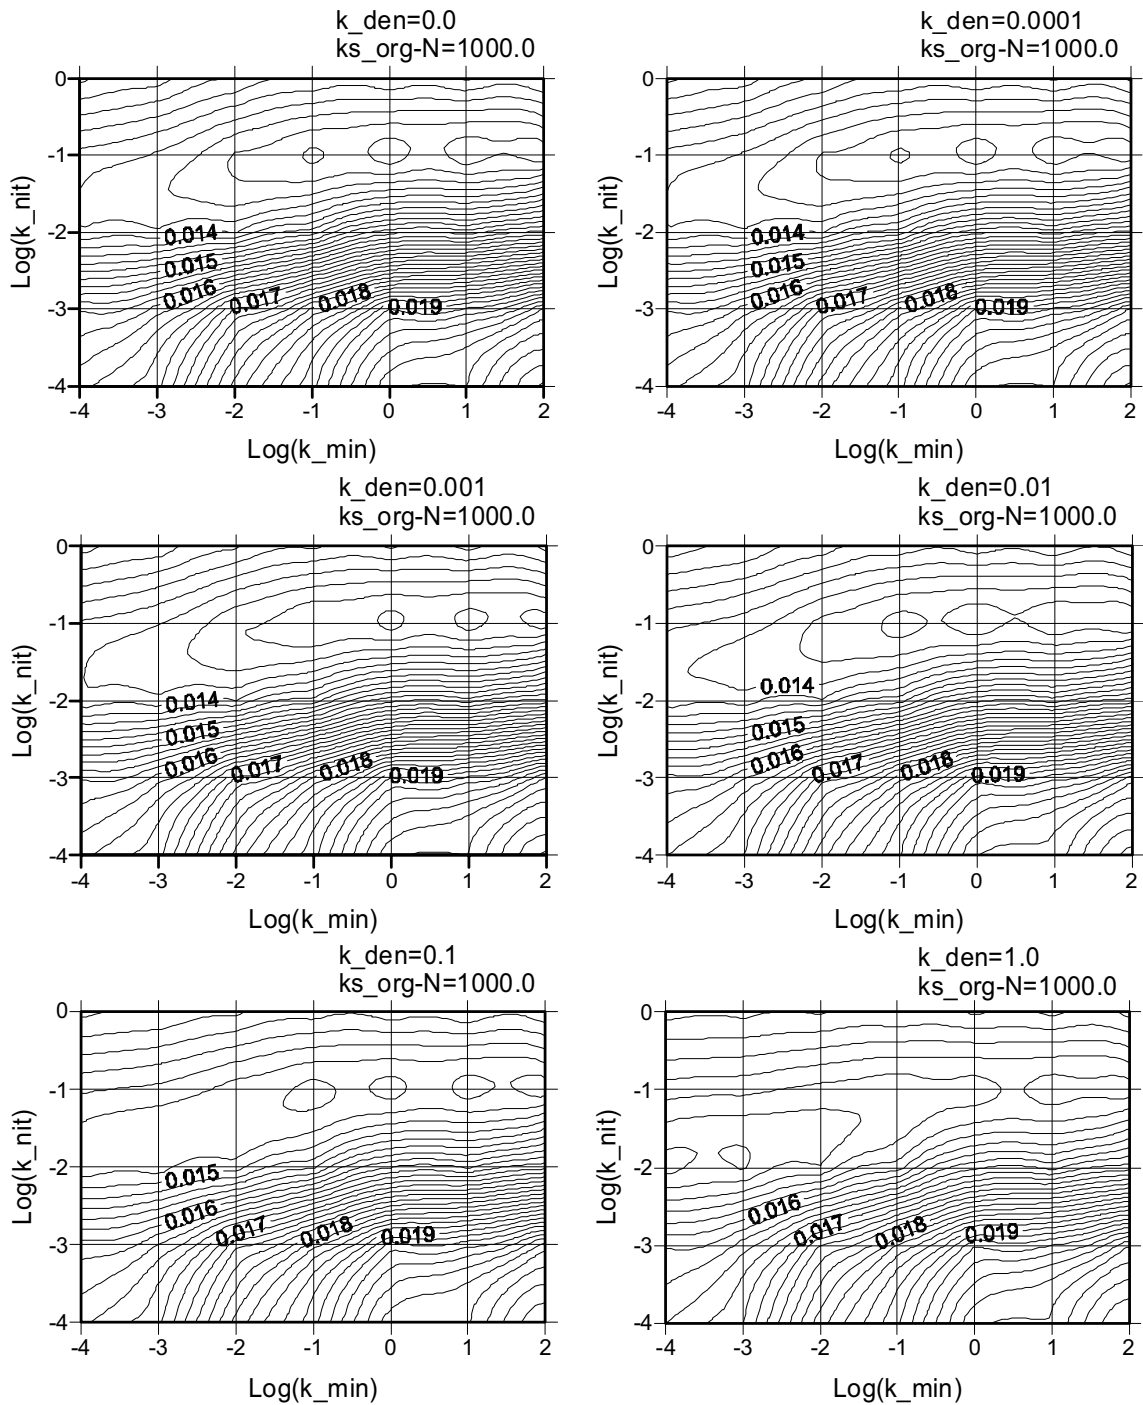 k_den=0.0
ks_org-N=1000.0
0
-1
-2
-3
-4
Log(k_nit)
0.014
0.015
0.016
0.017
0.018
0.019
-4 -3 -2 -1 0 1 2
Log(k_min)
k_den=0.0001
ks_org-N=1000.0
0
-1
-2
-3
-4
Log(k_nit)
0.014
0.015
0.016
0.017
0.018
0.019
-4 -3 -2 -1 0 1 2
Log(k_min)
k_den=0.001
ks_org-N=1000.0
0
-1
-2
-3
-4
Log(k_nit)
0.014
0.015
0.016
0.017
0.018
0.019
-4 -3 -2 -1 0 1 2
Log(k_min)
k_den=0.01
ks_org-N=1000.0
0
-1
-2
-3
-4
Log(k_nit)
0.014
0.015
0.016
0.017
0.018
0.019
-4 -3 -2 -1 0 1 2
Log(k_min)
k_den=0.1
ks_org-N=1000.0
0
-1
-2
-3
-4
Log(k_nit)
0.015
0.016
0.017
0.018
0.019
-4 -3 -2 -1 0 1 2
Log(k_min)
k_den=1.0
ks_org-N=1000.0
0
-1
-2
-3
-4
Log(k_nit)
0.016
0.017
0.018
0.019
-4 -3 -2 -1 0 1 2
Log(k_min)